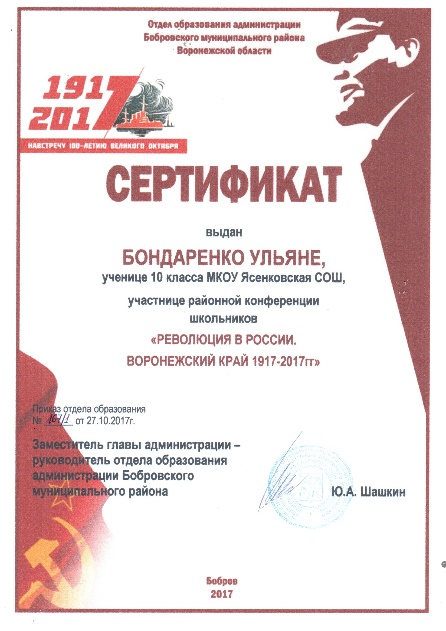 Отдел образования администрации
Бобровского муниципального района
Воронежской области
1917
2017
НАВСТРЕЧУ 100-ЛЕТИЮ ВЕЛИКОГО ОКТЯБРЯ
СЕРТИФИКАТ
выдан
БОНДАРЕНКО УЛЬЯНЕ,
ученице 10 класса МКОУ Ясенковская СОШ,
участнице районной конференции
школьников
«РЕВОЛЮЦИЯ В РОССИИ.
ВОРОНЕЖСКИЙ КРАЙ 1917-2017гг»
Приказ отдела образования
№ от 27.10.2017г.
Заместитель главы администрации –
руководитель отдела образования
администрации Бобровского
муниципального района
Ю.А. Шашкин
Бобров
2017